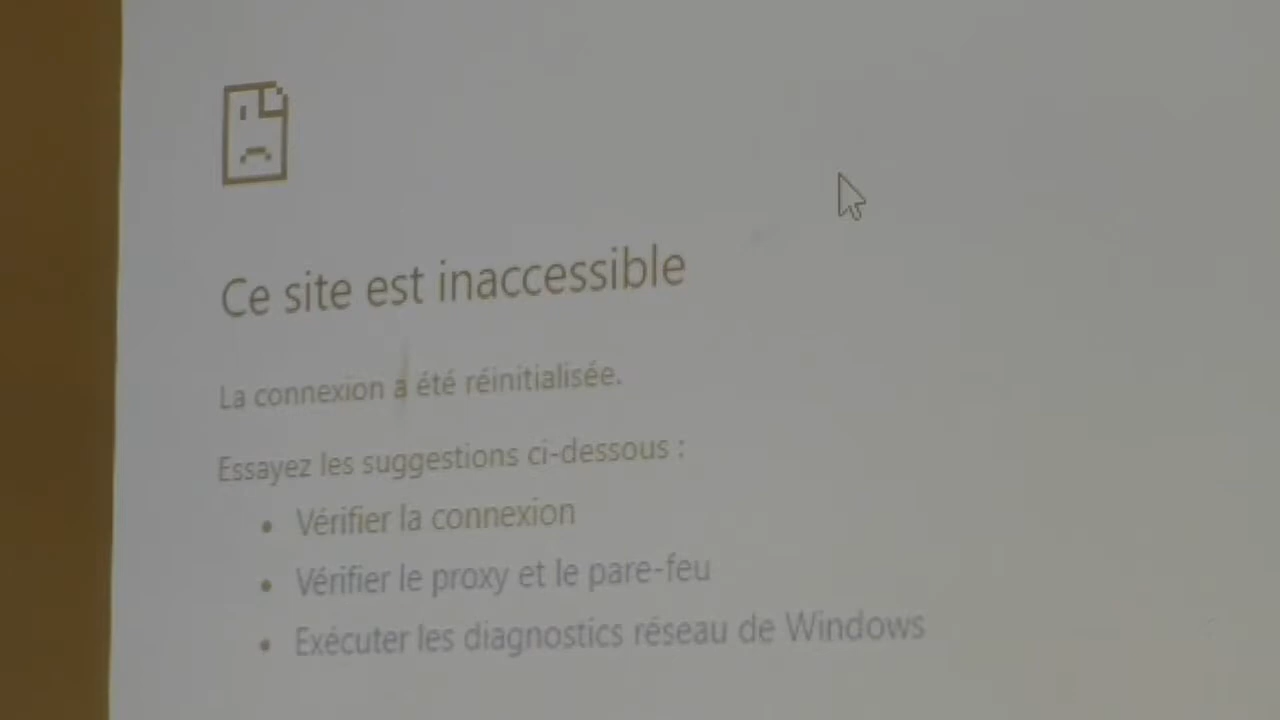 Ce site est inaccessible
La connexion a été réinitialisée.
Essayez les suggestions ci-dessous :
• Vérifier la connexion
• Vérifier le proxy et le pare-feu
• Exécuter les diagnostics réseau de Windows